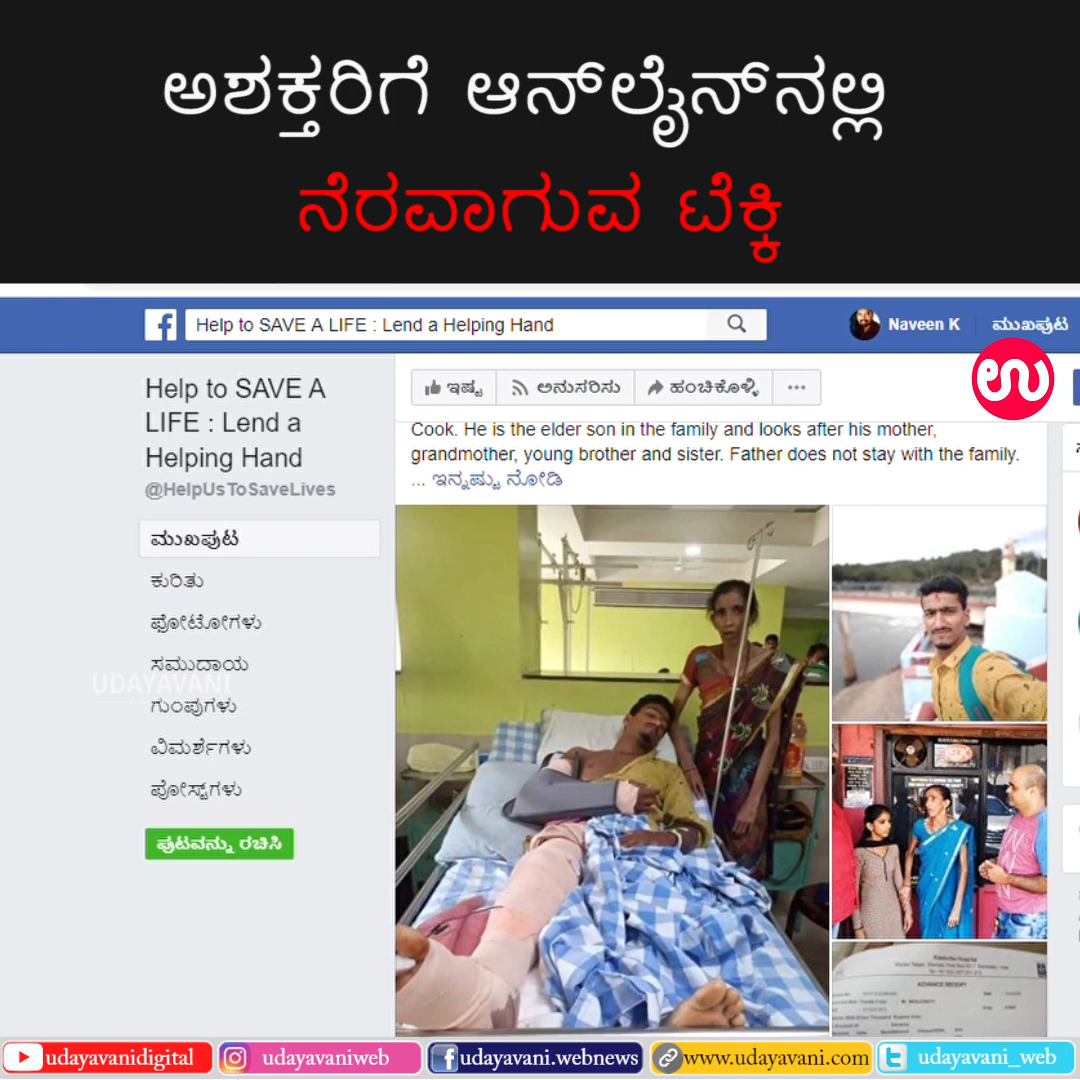 ಅಶಕ್ತರಿಗೆ ಆನ್‌ಲೈನ್‌ನಲ್ಲಿ
ನೆರವಾಗುವ ಟೆಕ್ಕಿ
Help to SAVE A LIFE : Lend a Helping Hand
Naveen K
ಮುಖಪುಟ
ಉ
Help to SAVE A
LIFE : Lend a
Helping Hand
@HelpUsToSaveLives
ಮುಖಪುಟ
ಕುರಿತು
ಫೋಟೋಗಳು
ಸಮುದಾಯ
UDAYAVANI
ಗುಂಪುಗಳು
ವಿಮರ್ಶೆಗಳು
ಪೋಸ್ಟ್‌ಗಳು
ಪುಟವನ್ನು ರಚಿಸಿ
ಇಷ್ಟ
ಅನುಸರಿಸು
ಹಂಚಿಕೊಳ್ಳಿ
...
Cook. He is the elder son in the family and looks after his mother,
grandmother, young brother and sister. Father does not stay with the family.
... ಇನ್ನಷ್ಟು ನೋಡಿ
ADVANCE RECEIPT
udayavanidigital
udayavaniweb
udayavani.webnews
www.udayavani.com
udayavani_web